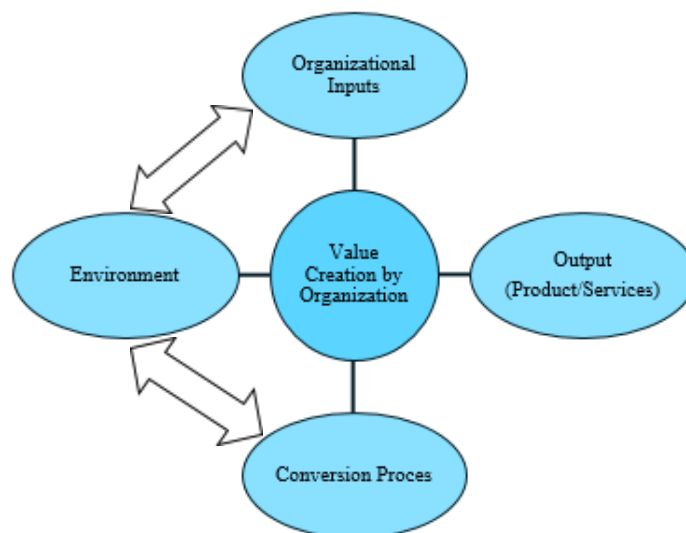 Organizational
Inputs
Environment
Value
Creation by
Organization
Output
(Product/Services)
Conversion Proces